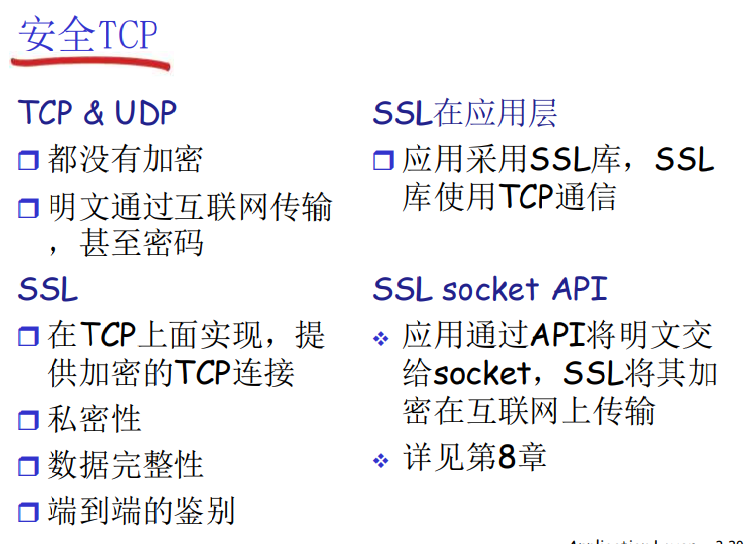 安全TCP
TCP & UDP
都没有加密
明文通过互联网传输
，甚至密码
SSL
在TCP上面实现，提
供加密的TCP连接
私密性
数据完整性
端到端的鉴别
SSL在应用层
应用采用SSL库，SSL
库使用TCP通信
SSL socket API
应用通过API将明文交
给socket，SSL将其加
密在互联网上传输
详见第8章